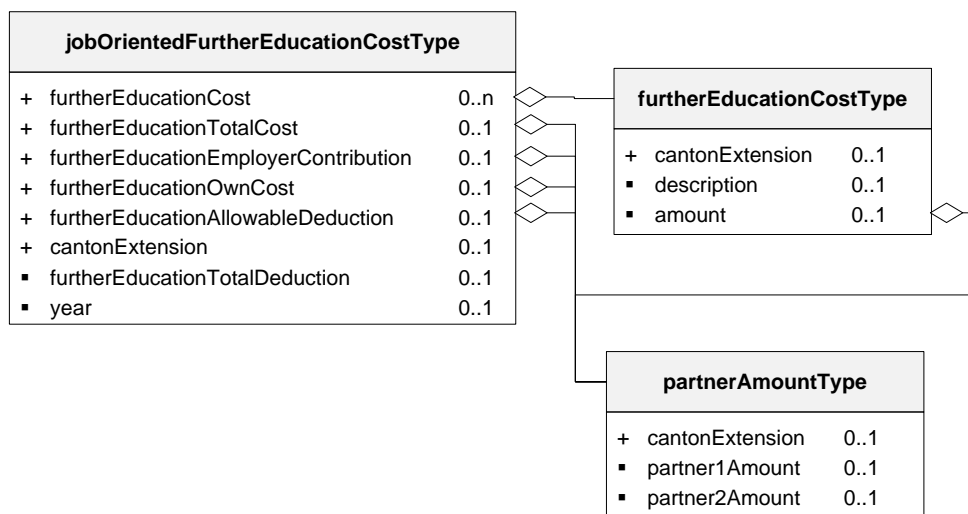 jobOrientedFurtherEducationCostType
+ furtherEducationCost 0..n
+ furtherEducationTotalCost 0..1
+ furtherEducationEmployerContribution 0..1
+ furtherEducationOwnCost 0..1
+ furtherEducationAllowableDeduction 0..1
+ cantonExtension 0..1
▪ furtherEducationTotalDeduction 0..1
▪ year 0..1
furtherEducationCostType
+ cantonExtension 0..1
▪ description 0..1
▪ amount 0..1
partnerAmountType
+ cantonExtension 0..1
▪ partner1Amount 0..1
▪ partner2Amount 0..1